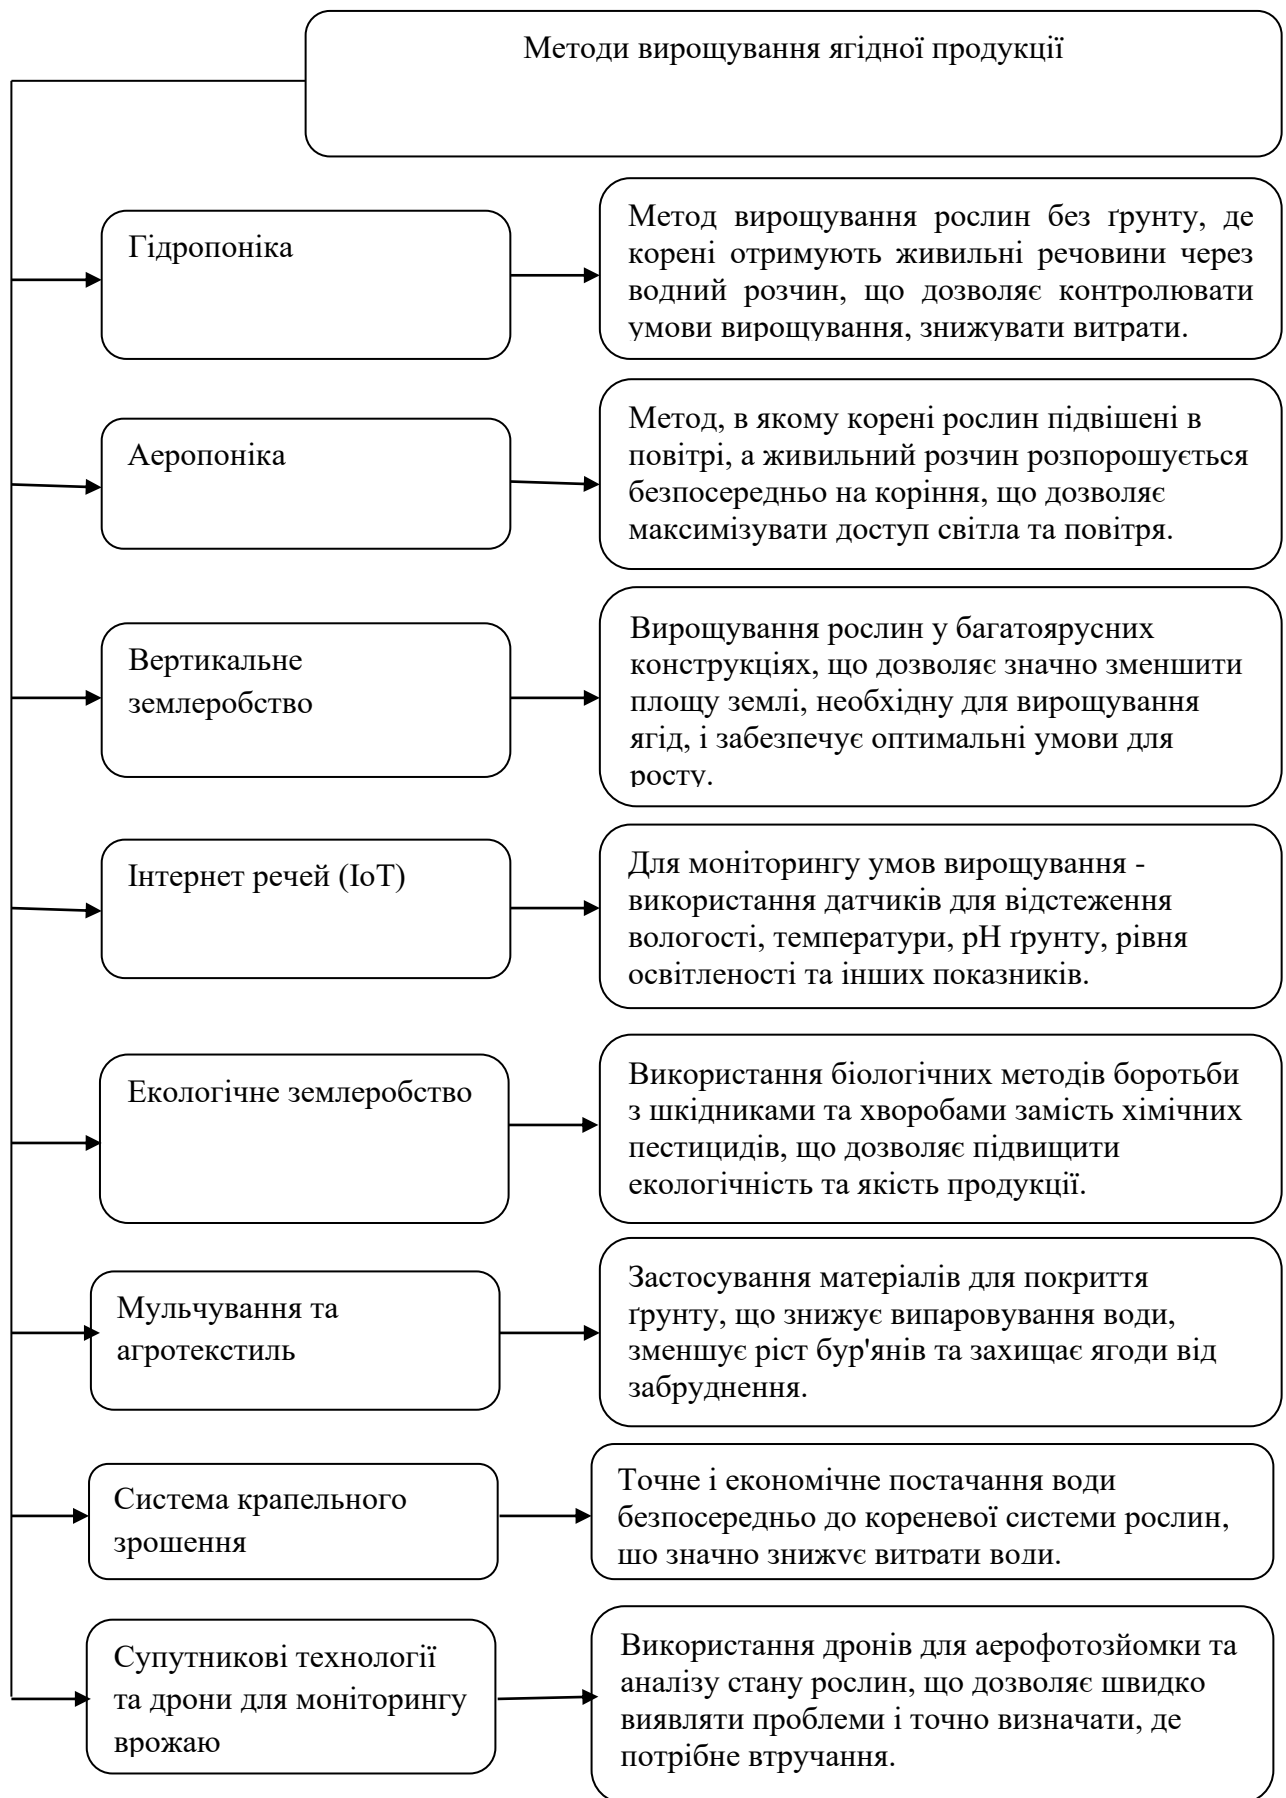 Методи вирощування ягідної продукції
Гідропоніка
Метод вирощування рослин без ґрунту, де
корені отримують живильні речовини через
водний розчин, що дозволяє контролювати
умови вирощування, знижувати витрати.
Аеропоніка
Метод, в якому корені рослин підвішені в
повітрі, а живильний розчин розпорошується
безпосередньо на коріння, що дозволяє
максимізувати доступ світла та повітря.
Вертикальне
землеробство
Вирощування рослин у багатоярусних
конструкціях, що дозволяє значно зменшити
площу землі, необхідну для вирощування
ягід, і забезпечує оптимальні умови для
росту.
Інтернет речей (IoT)
Для моніторингу умов вирощування -
використання датчиків для відстеження
вологості, температури, pH ґрунту, рівня
освітленості та інших показників.
Екологічне землеробство
Використання біологічних методів боротьби
з шкідниками та хворобами замість хімічних
пестицидів, що дозволяє підвищити
екологічність та якість продукції.
Мульчування та
агротекстиль
Застосування матеріалів для покриття
ґрунту, що знижує випаровування води,
зменшує ріст бур'янів та захищає ягоди від
забруднення.
Система крапельного
зрошення
Точне і економічне постачання води
безпосередньо до кореневої системи рослин,
що значно знижує витрати води.
Супутникові технології
та дрони для моніторингу
врожаю
Використання дронів для аерофотозйомки та
аналізу стану рослин, що дозволяє швидко
виявляти проблеми і точно визначати, де
потрібне втручання.